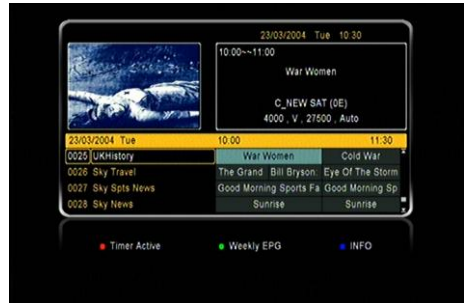 23/03/2004 Tue 10:30
10:00~~11:00
War Women
C_NEW SAT (0E)
4000 , V , 27500 , Auto
23/03/2004 Tue 10:00 11:30
0025 UKHistory War Women Cold War
0026 Sky Travel The Grand Bill Bryson: Eye Of The Storm
0027 Sky Spts News Good Morning Sports Fa Good Morning Sp
0028 Sky News Sunrise Sunrise
Timer Active Weekly EPG INFO